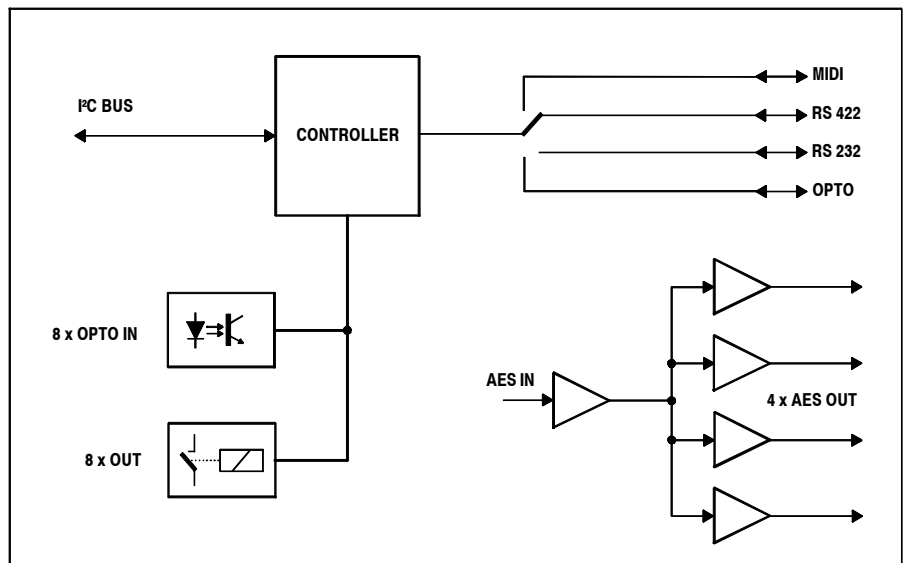 MIDI
I²C BUS
RS 422
CONTROLLER
RS 232
OPTO
8 x OPTO IN
AES IN
4 x AES OUT
8 x OUT